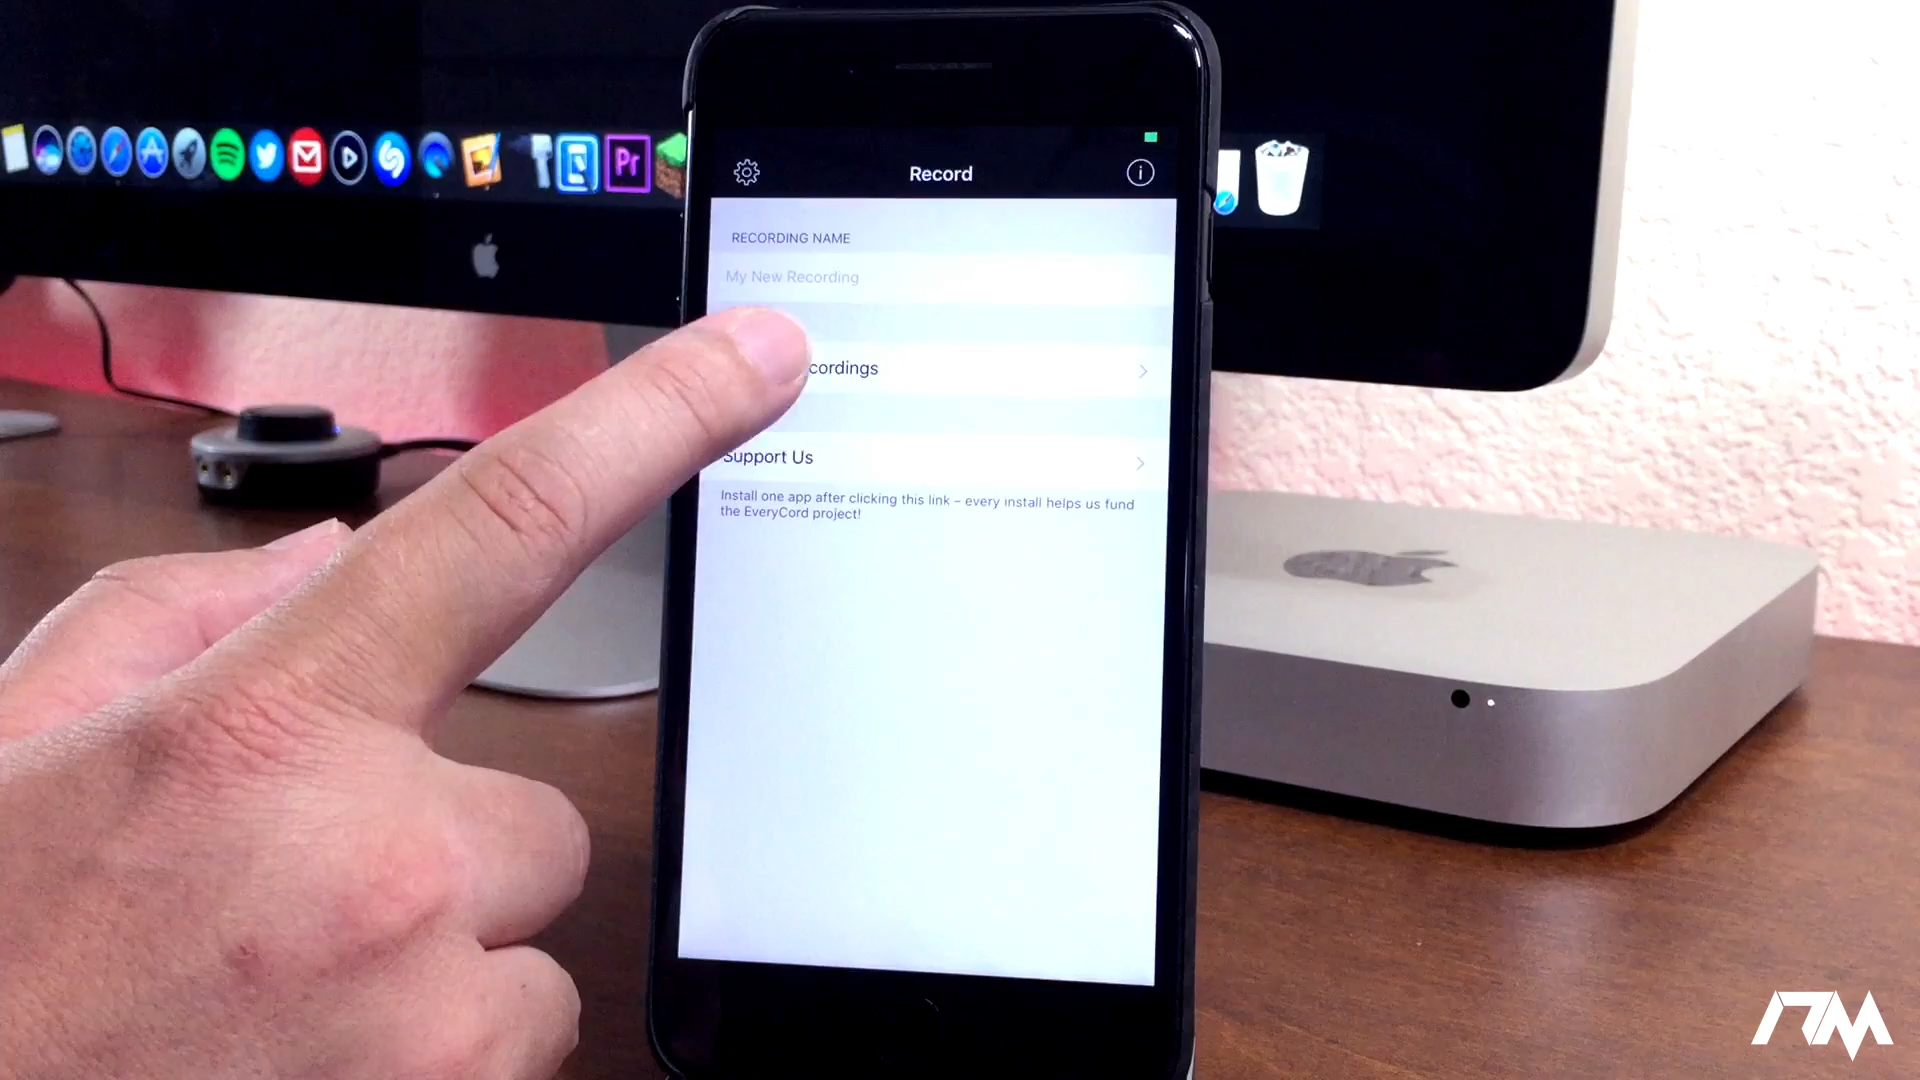 Record
RECORDING NAME
My New Recording
cordings
Support Us
Install one app after clicking this link – every install helps us fund
the EveryCord project!
Pr